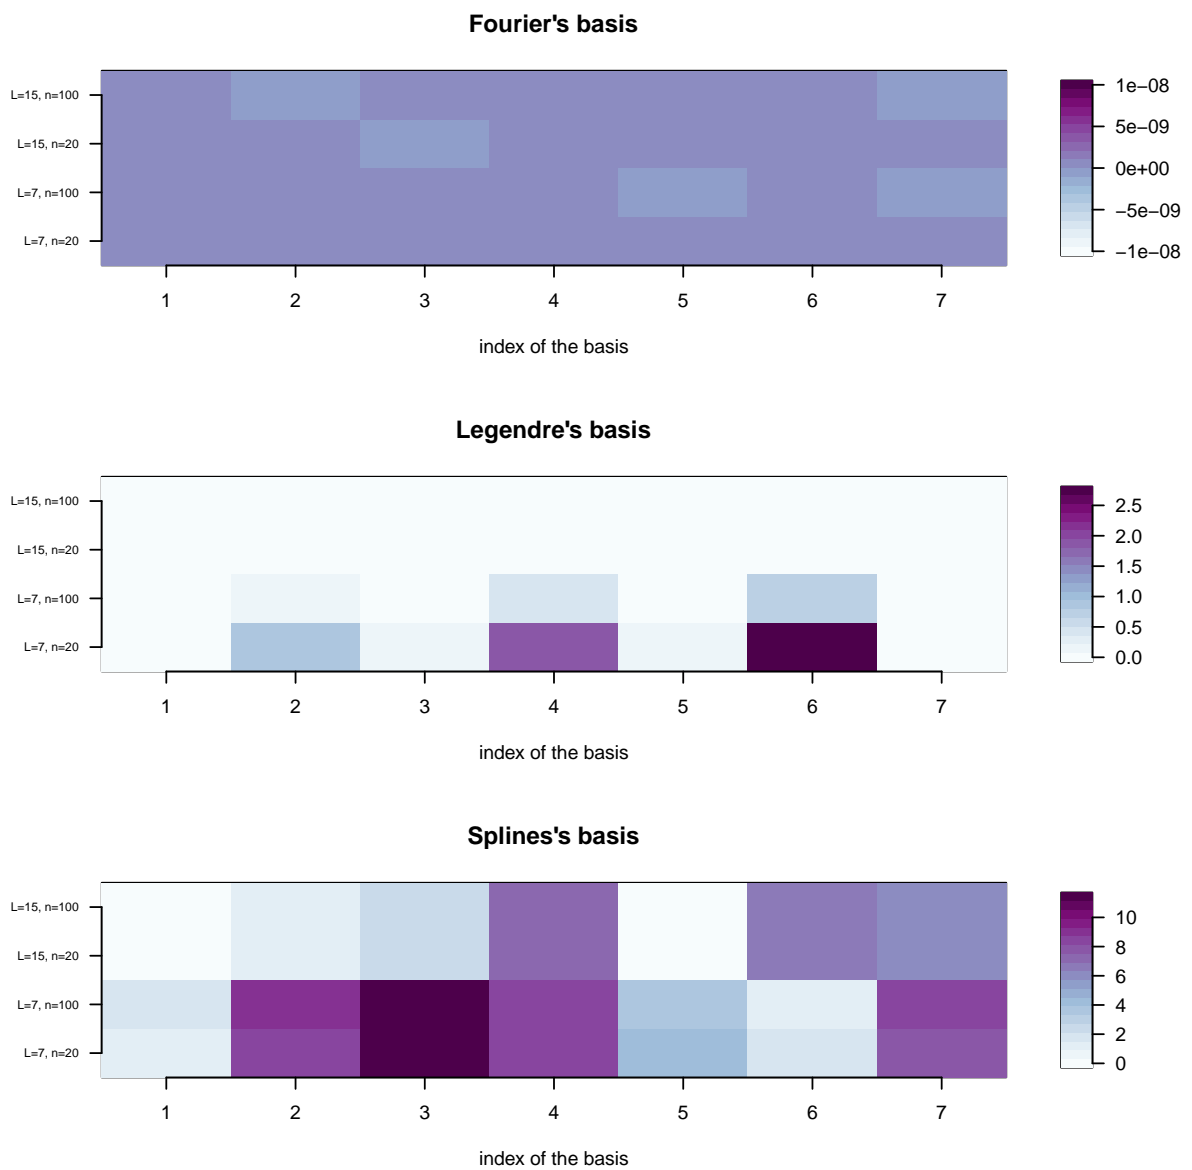 Fourier's basis
L=15, n=100
L=15, n=20
L=7, n=100
L=7, n=20
1e−08
5e−09
0e+00
−5e−09
−1e−08
1 2 3 4 5 6 7
index of the basis
Legendre's basis
L=15, n=100
L=15, n=20
L=7, n=100
L=7, n=20
2.5
2.0
1.5
1.0
0.5
0.0
1 2 3 4 5 6 7
index of the basis
Splines's basis
L=15, n=100
L=15, n=20
L=7, n=100
L=7, n=20
10
8
6
4
2
0
1 2 3 4 5 6 7
index of the basis